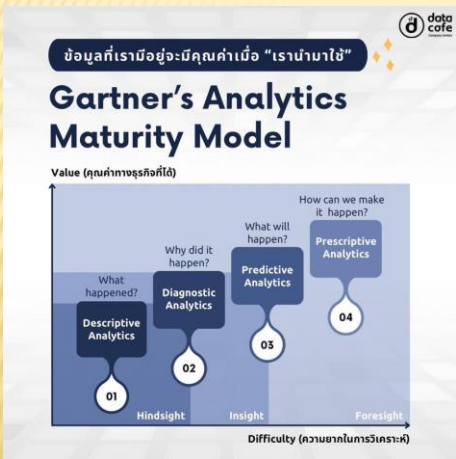 data
cafe
ข้อมูลที่เรามีอยู่จะมีคุณค่าเมื่อ “เรานำมาใช้”
Gartner’s Analytics
Maturity Model
Value (คุณค่าทางธุรกิจที่ได้)
How can we make
it happen?
Prescriptive
Analytics
04
What will
happen?
Predictive
Analytics
03
Why did it
happen?
Diagnostic
Analytics
02
What
happened?
Descriptive
Analytics
01
Hindsight
Insight
Foresight
Difficulty (ความยากในการวิเคราะห์)